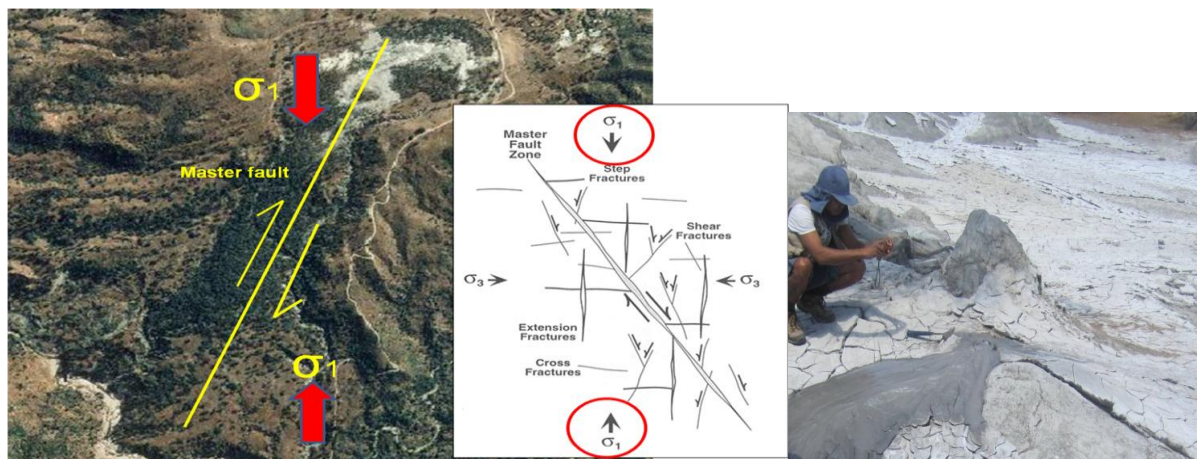 σ1
Master fault
σ1
σ1
Master
Fault
Zone
Step
Fractures
Shear
Fractures
σ3
σ3
Extension
Fractures
Cross
Fractures
σ1